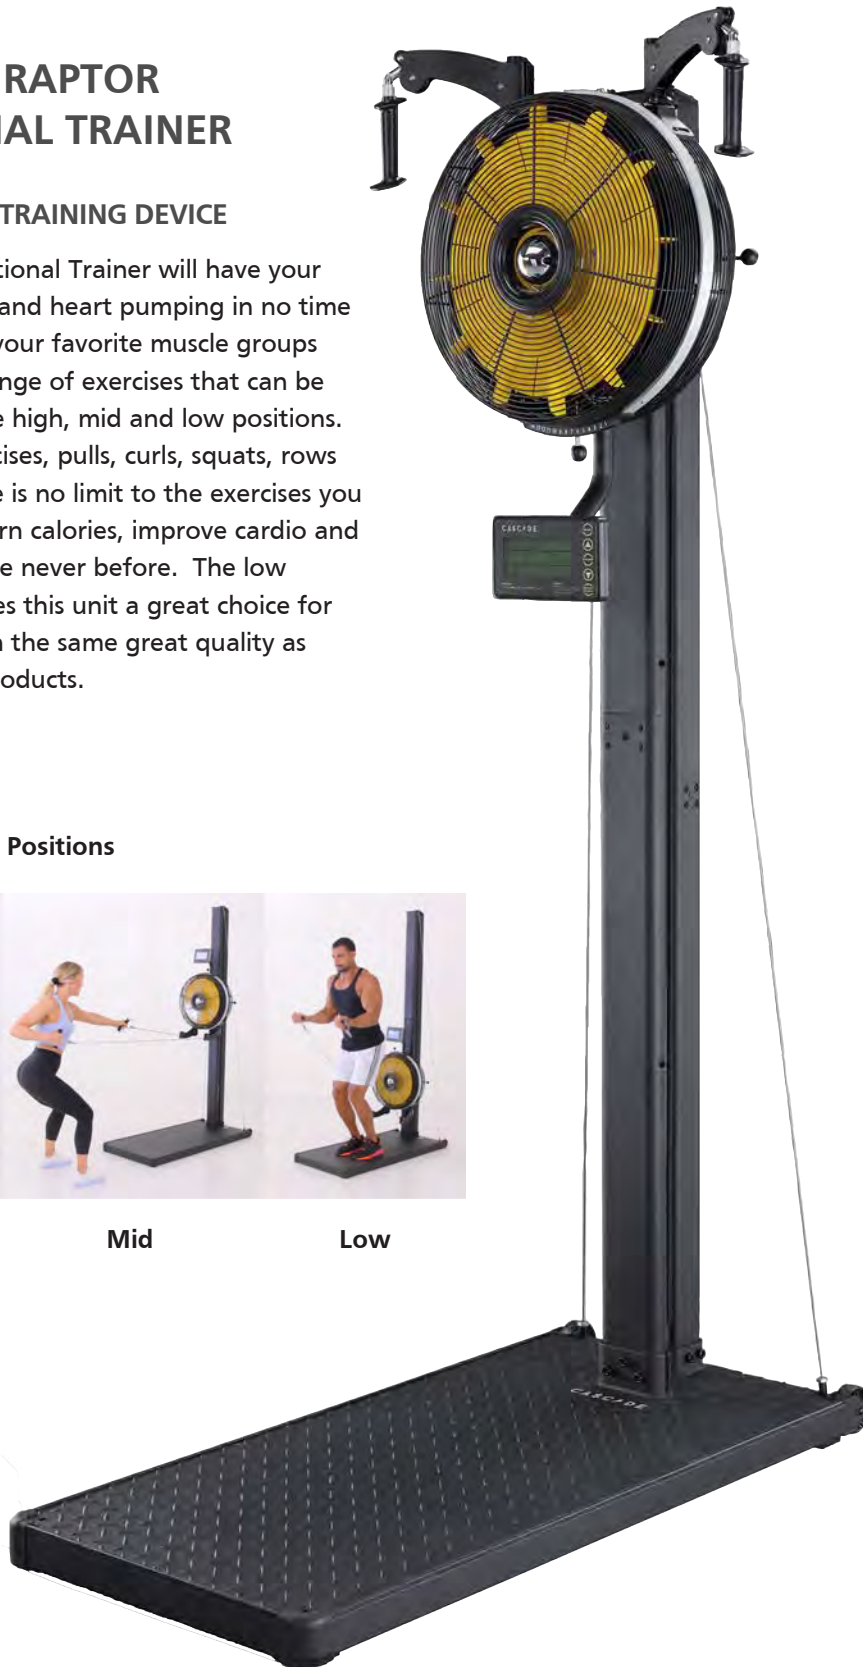 RAPTOR
NAL TRAINER
TRAINING DEVICE
tional Trainer will have your
and heart pumping in no time
your favorite muscle groups
nge of exercises that can be
e high, mid and low positions.
cises, pulls, curls, squats, rows
e is no limit to the exercises you
rn calories, improve cardio and
e never before.  The low
es this unit a great choice for
n the same great quality as
oducts.
CASCADE
Positions
Mid
Low
CASCADE